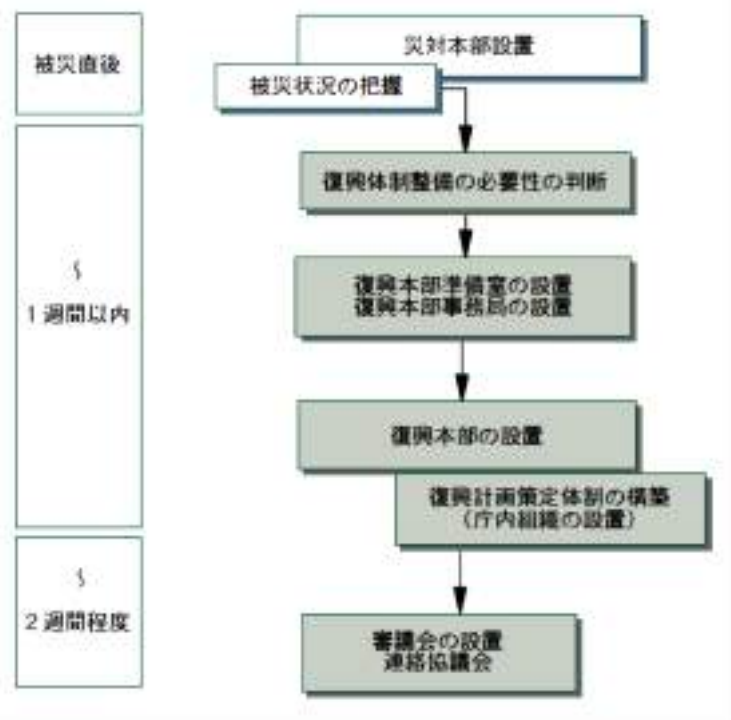 被災直後
災対本部設置
被災状況の把握
復興体制整備の必要性の判断
〜
1週間以内
復興本部準備室の設置
復興本部事務局の設置
復興本部の設置
復興計画策定体制の構築
（庁内組織の設置）
〜
2週間程度
審議会の設置
連絡協議会